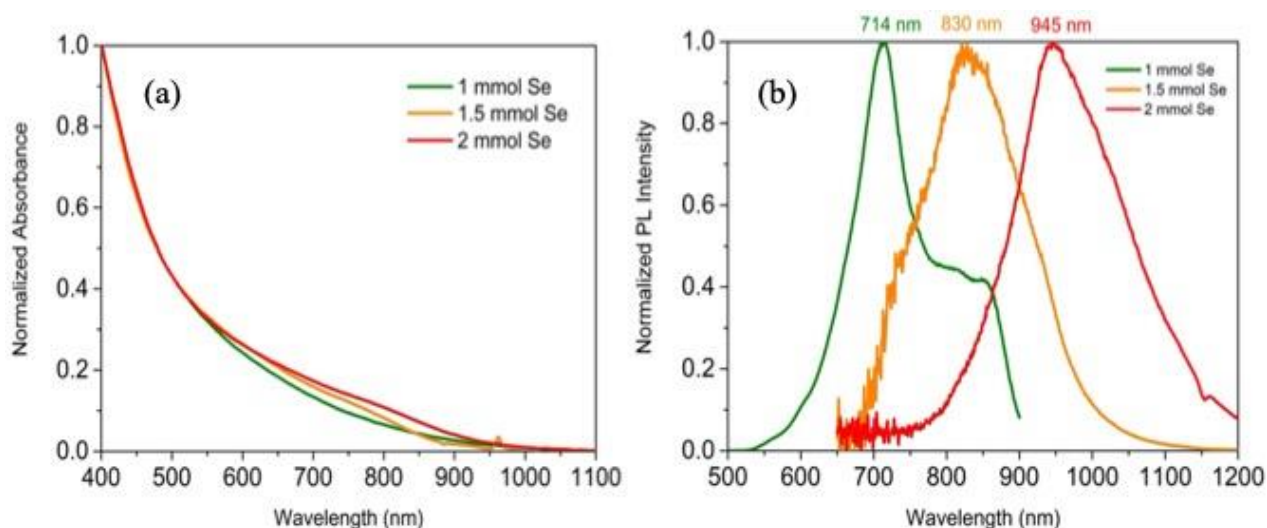 714 nm 830 nm 945 nm
1.0
0.8
0.6
0.4
0.2
0.0
Normalized Absorbance
(a)
1 mmol Se
1.5 mmol Se
2 mmol Se
400 500 600 700 800 900 1000 1100
Wavelength (nm)
1.0
0.8
0.6
0.4
0.2
0.0
Normalized PL Intensity
(b)
1 mmol Se
1.5 mmol Se
2 mmol Se
500 600 700 800 900 1000 1100 1200
Wavelength (nm)